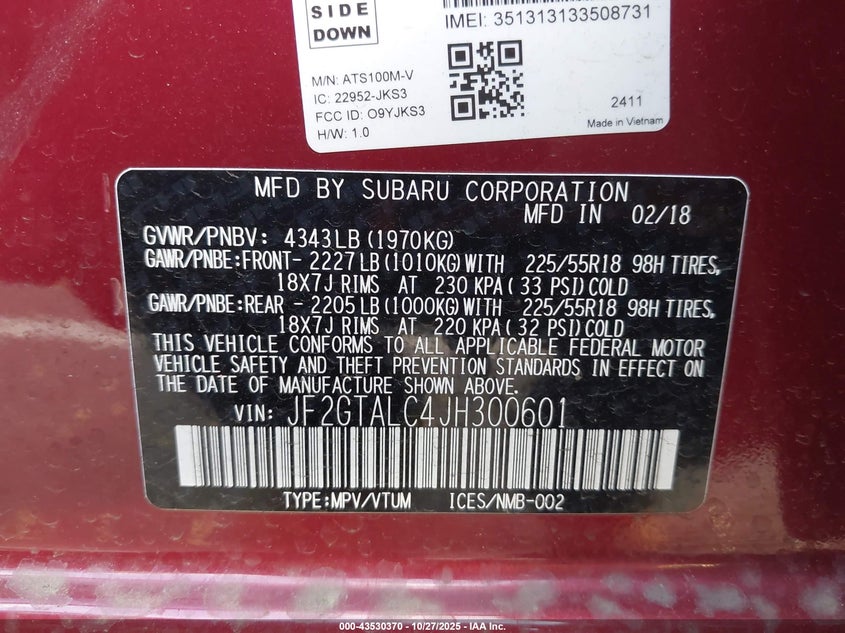 SIDE
DOWN
IMEI: 351313133508731
M/N: ATS100M-V
IC: 22952-JKS3
FCC ID: O9YJKS3
H/W: 1.0
2411
Made in Vietnam
MFD BY SUBARU CORPORATION
MFD IN 02/18
GVWR/PNBV: 4343LB (1970KG)
GAWR/PNBE:FRONT- 2227LB (1010KG)WITH 225/55R18 98H TIRES,
18X7J RIMS AT 230 KPA (33 PSI)COLD
GAWR/PNBE:REAR - 2205LB (1000KG)WITH 225/55R18 98H TIRES,
18X7J RIMS AT 220 KPA (32 PSI)COLD
THIS VEHICLE CONFORMS TO ALL APPLICABLE FEDERAL MOTOR
VEHICLE SAFETY AND THEFT PREVENTION STANDARDS IN EFFECT ON
THE DATE OF MANUFACTURE SHOWN ABOVE.
VIN: JF2GTALC4JH300601
TYPE:MPV/VTUM ICES/NMB-002
000-43530370 - 10/27/2025 - IAA Inc.